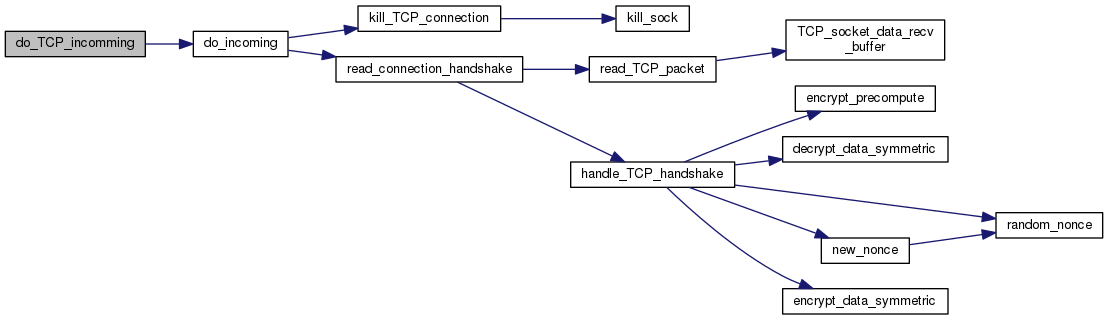 do_TCP_incomming
do_incoming
kill_TCP_connection
kill_sock
read_connection_handshake
read_TCP_packet
TCP_socket_data_recv
_buffer
handle_TCP_handshake
encrypt_precompute
decrypt_data_symmetric
random_nonce
new_nonce
encrypt_data_symmetric